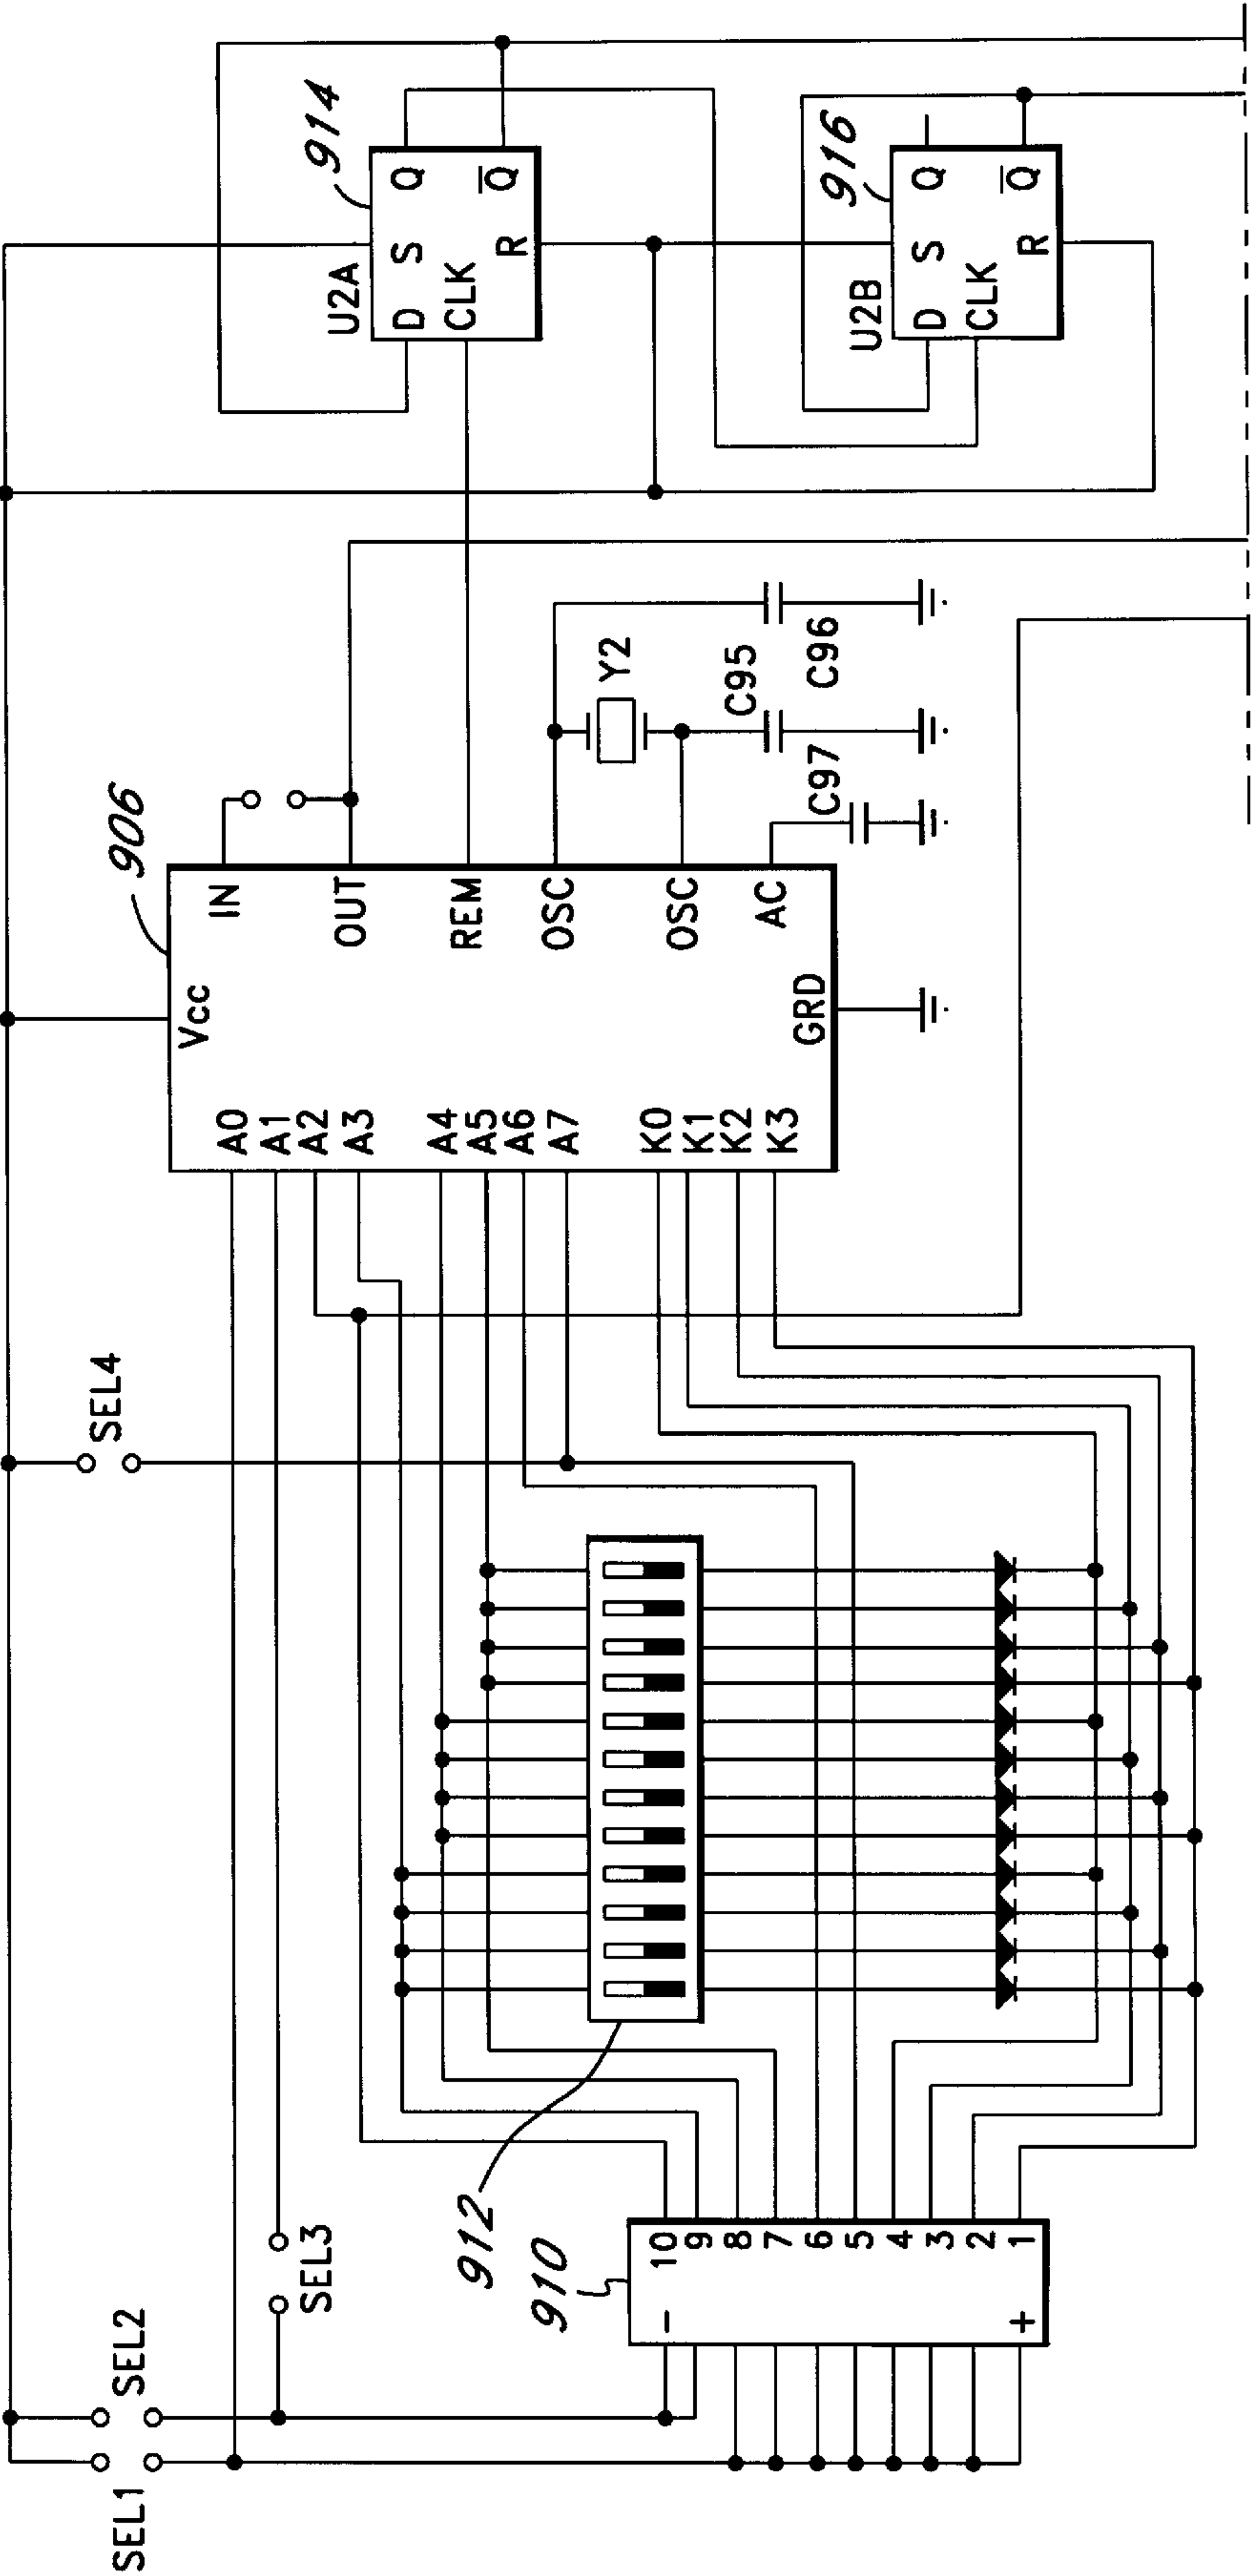 SEL1
SEL2
SEL3
SEL4
906
Vcc
A0
A1
A2
A3
A4
A5
A6
A7
K0
K1
K2
K3
IN
OUT
REM
OSC
OSC
AC
GRD
Y2
C95
C96
C97
914
U2A
D S Q
CLK
R Q̅
916
U2B
D S Q
CLK
R Q̅
912
910
− 10
9
8
7
6
5
4
3
2
+ 1